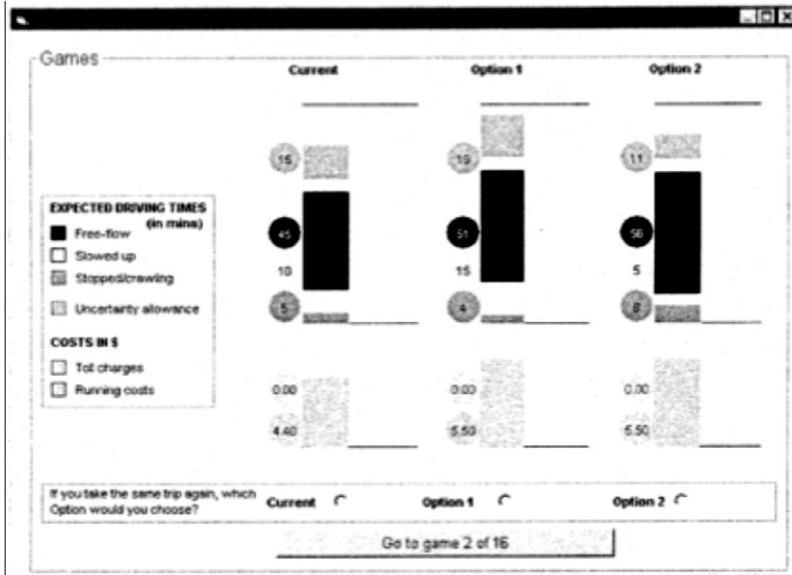 Games
Current Option 1 Option 2
15 19 11
EXPECTED DRIVING TIMES
(in mins)
Free-flow
Slowed up
Stopped/crawling
Uncertainty allowance
45 51 56
10 15 5
5 4 8
COSTS IN $
Toll charges
Running costs
0.00 0.00 0.00
4.40 5.50 5.50
If you take the same trip again, which
Option would you choose?
Current Option 1 Option 2
Go to game 2 of 16